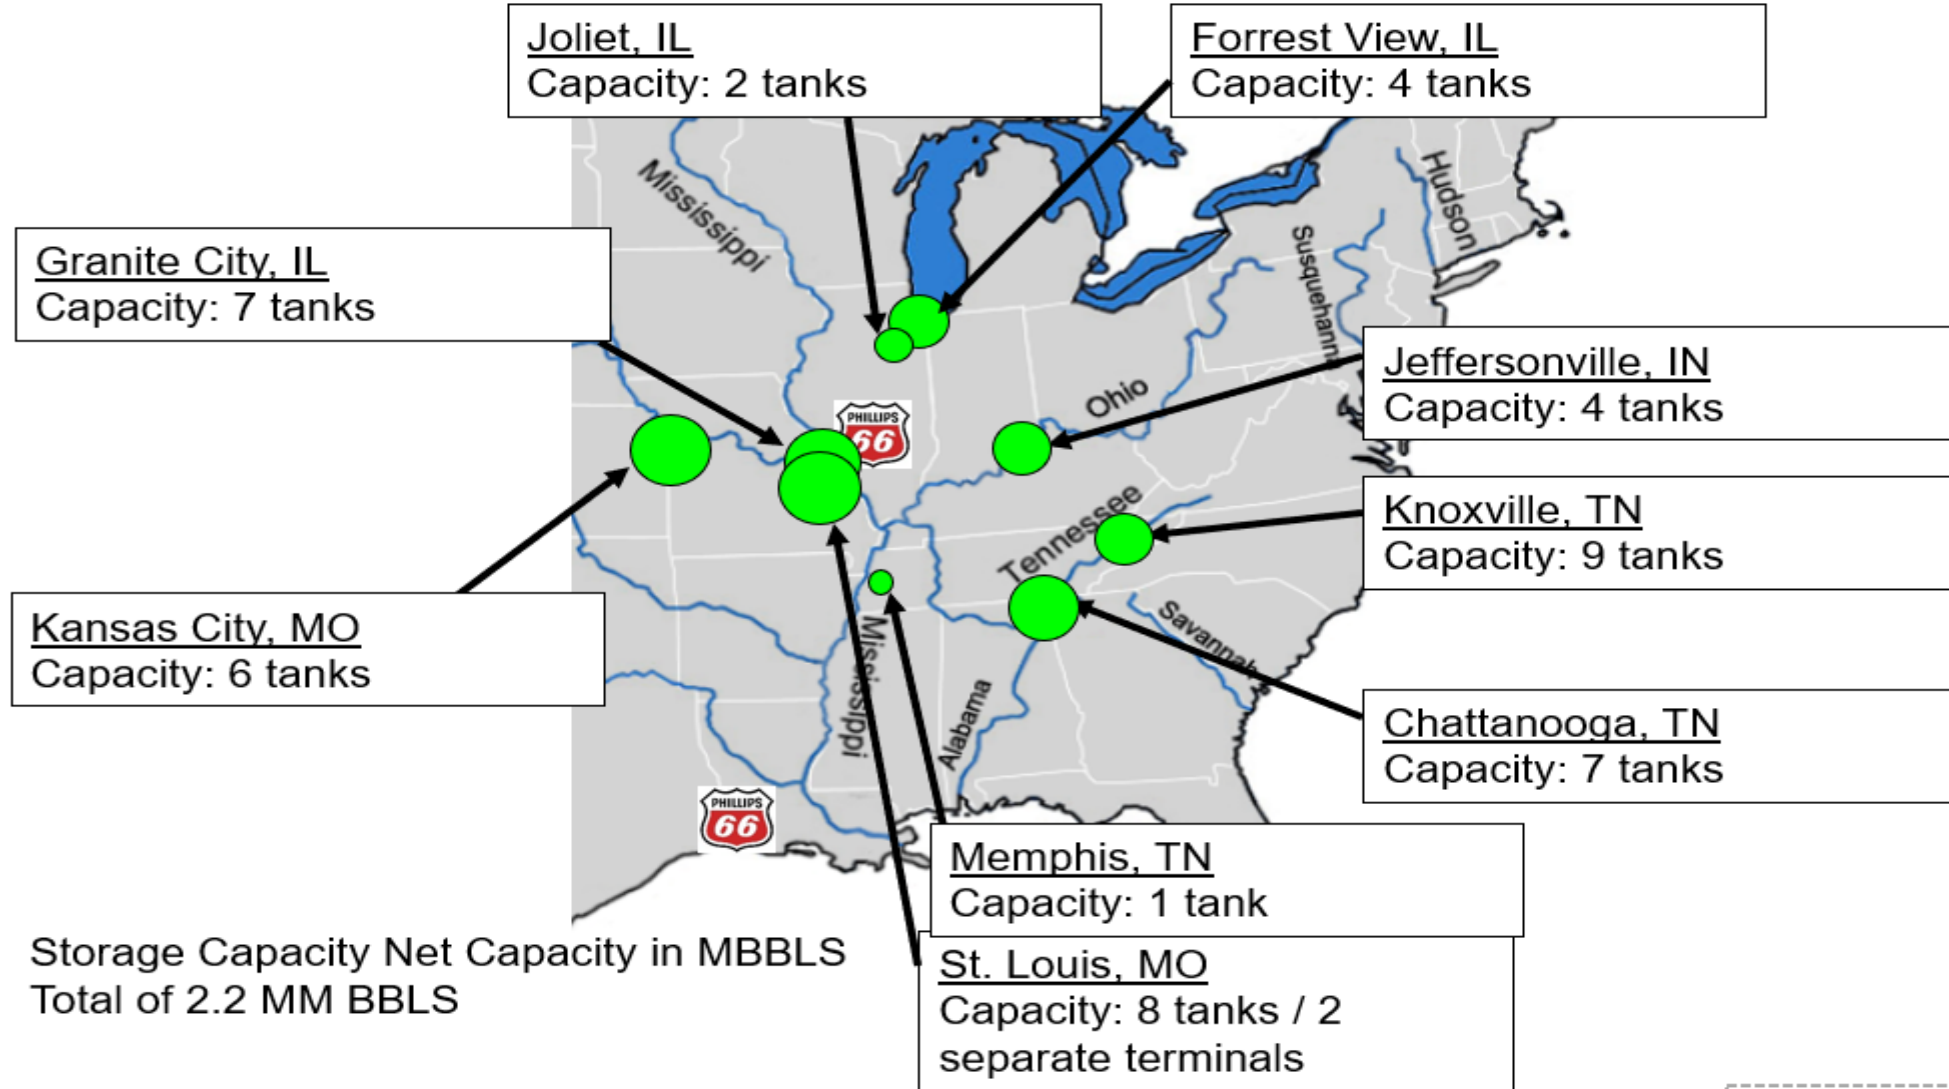 Joliet, IL
Capacity: 2 tanks
Forrest View, IL
Capacity: 4 tanks
Granite City, IL
Capacity: 7 tanks
Jeffersonville, IN
Capacity: 4 tanks
Knoxville, TN
Capacity: 9 tanks
Kansas City, MO
Capacity: 6 tanks
Chattanooga, TN
Capacity: 7 tanks
Memphis, TN
Capacity: 1 tank
St. Louis, MO
Capacity: 8 tanks / 2
separate terminals
Storage Capacity Net Capacity in MBBLS
Total of 2.2 MM BBLS
Mississippi
Hudson
Susquehanna
Ohio
Tennessee
Savannah
Mississippi
Alabama
PHILLIPS
66
PHILLIPS
66